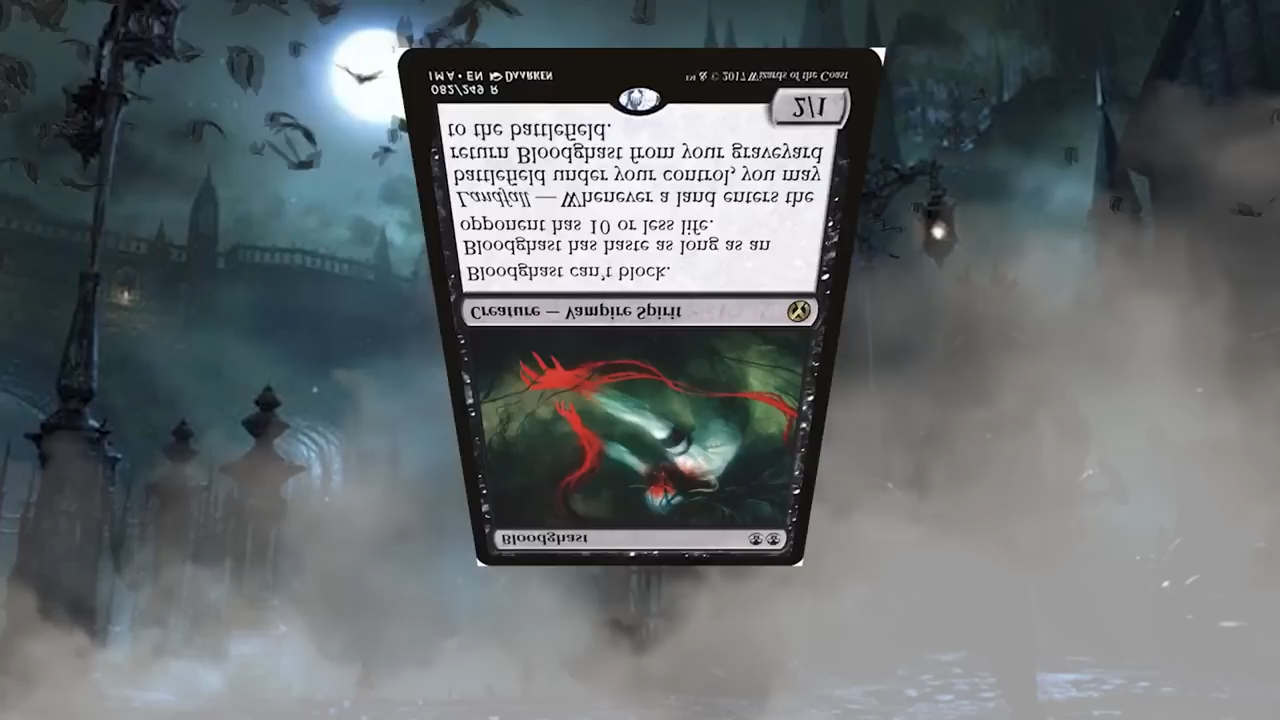 Bloodghast
Creature — Vampire Spirit
Bloodghast can't block.
Bloodghast has haste as long as an
opponent has 10 or less life.
Landfall — Whenever a land enters the
battlefield under your control, you may
return Bloodghast from your graveyard
to the battlefield.
2/1
082/249 R
IMA • EN DAARKEN
™ & © 2017 Wizards of the Coast